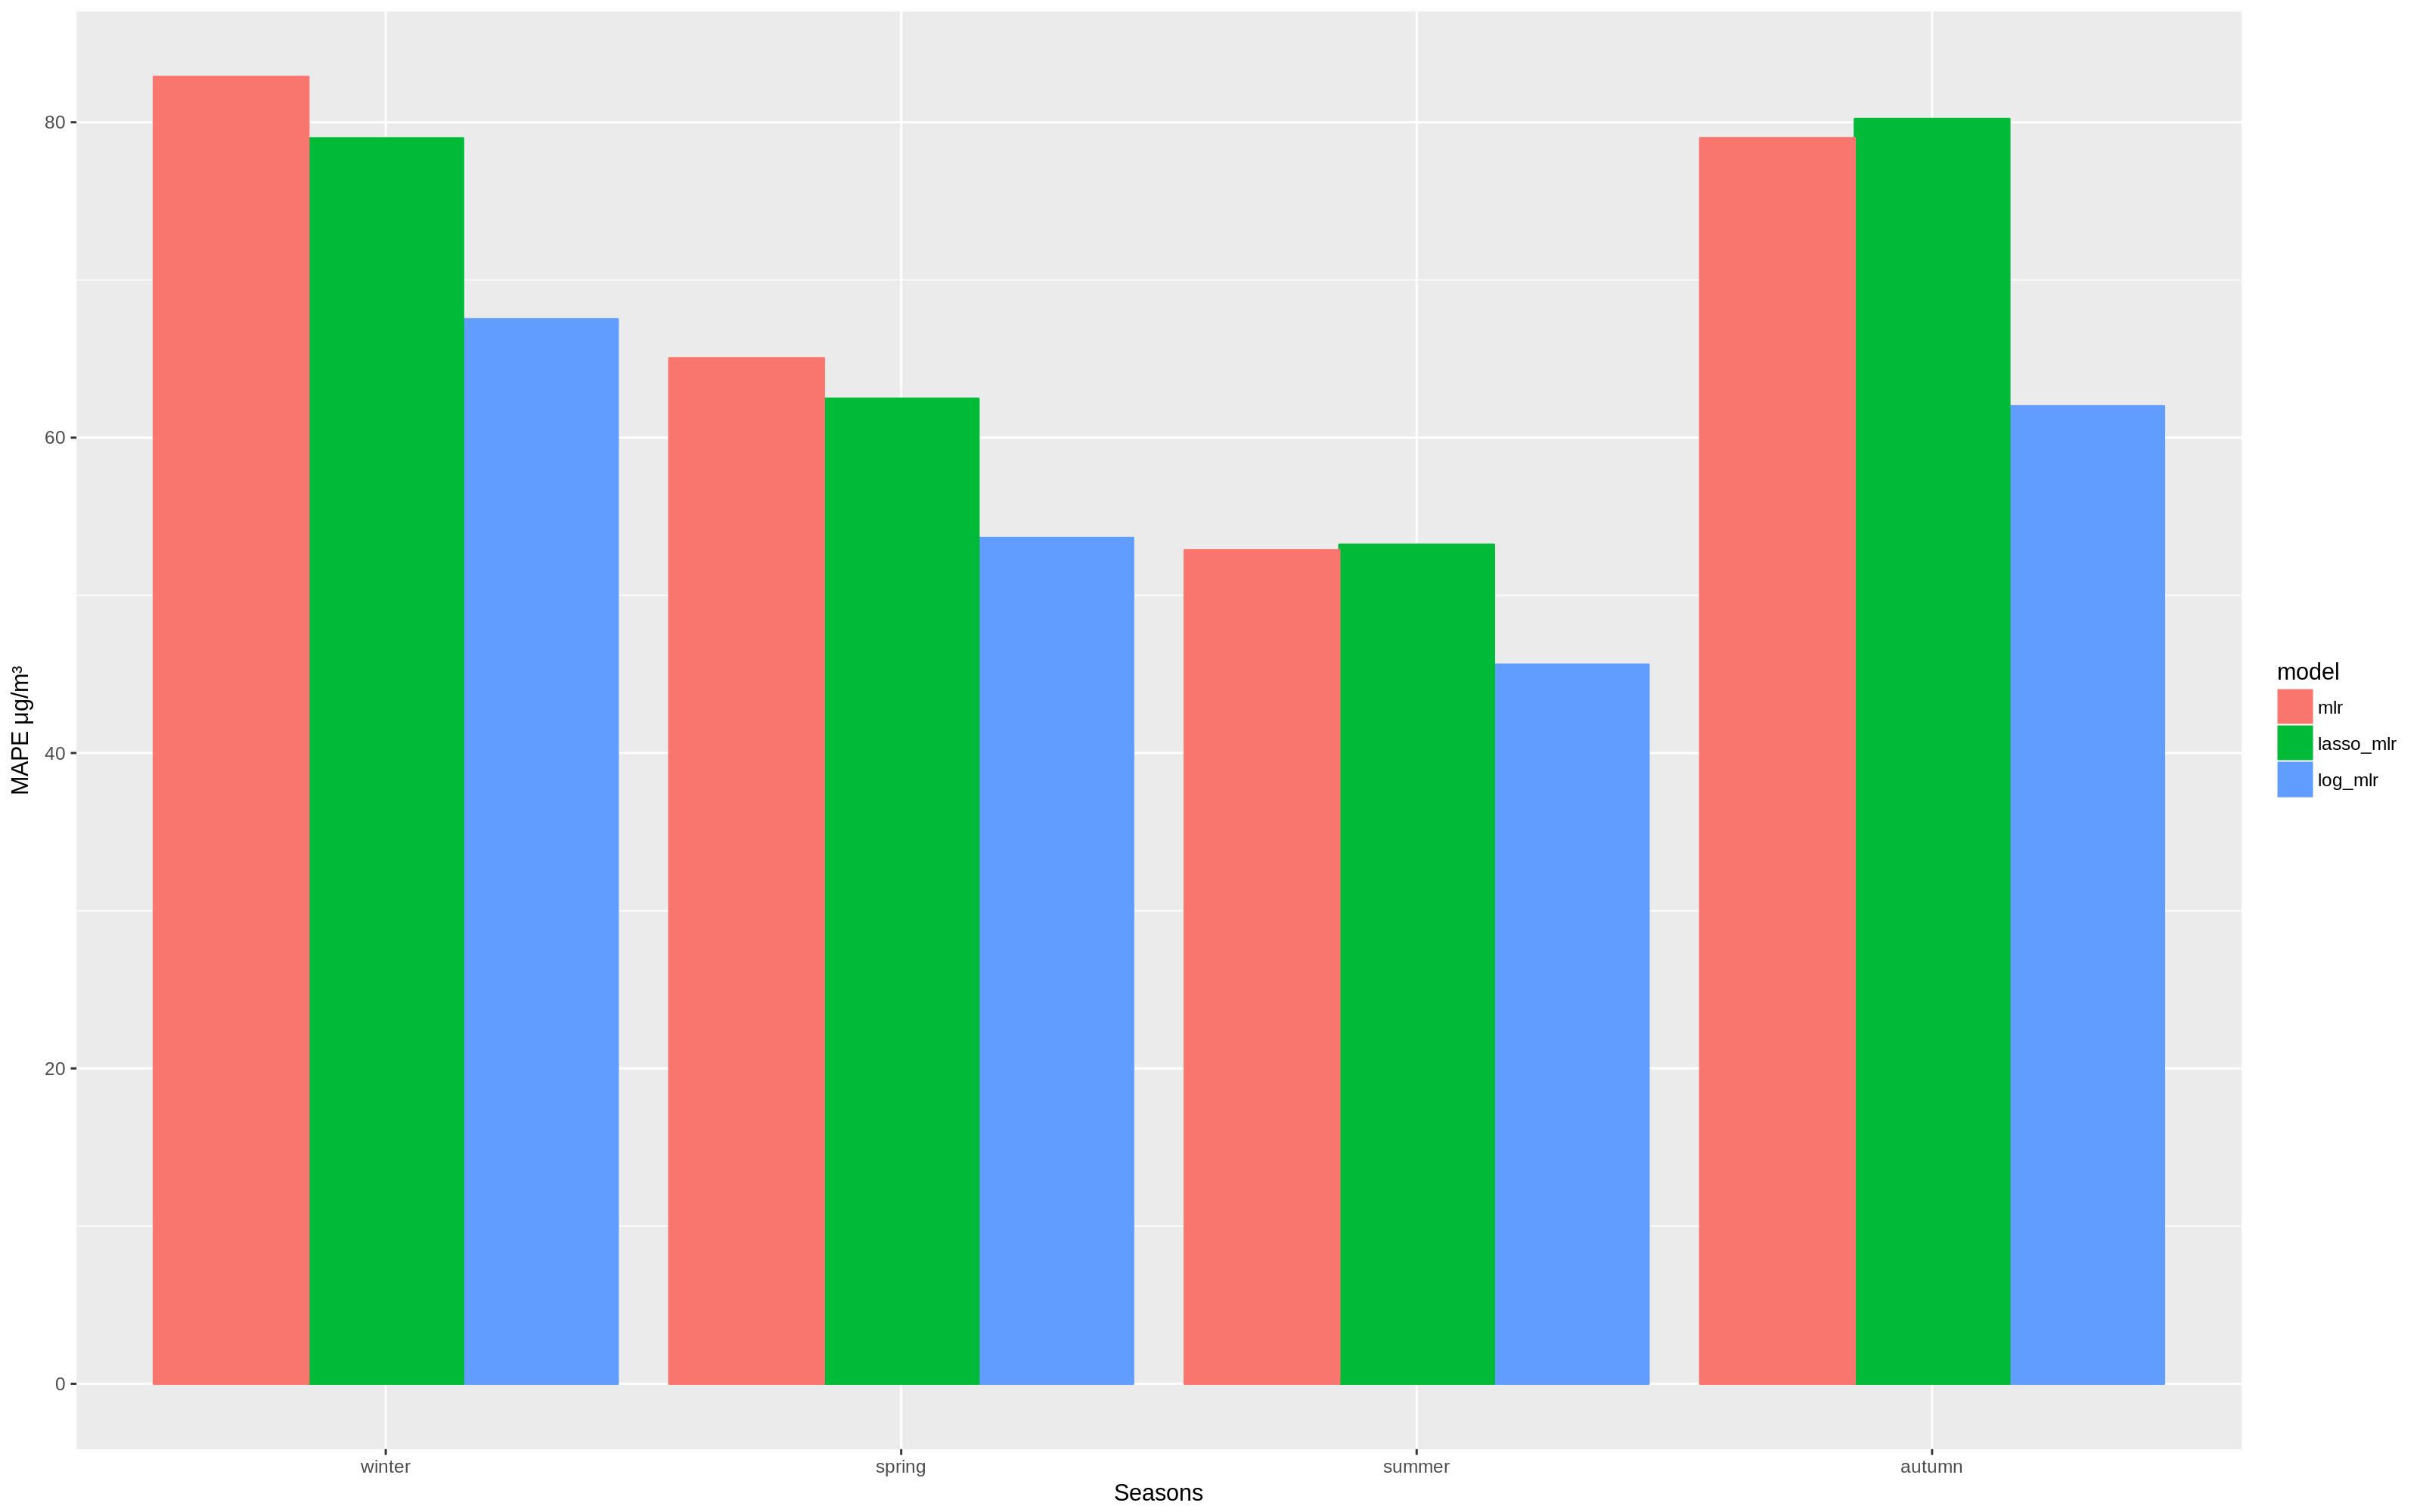 MAPE μg/m³
80
60
40
20
0
winter spring summer autumn
Seasons
model
mlr
lasso_mlr
log_mlr